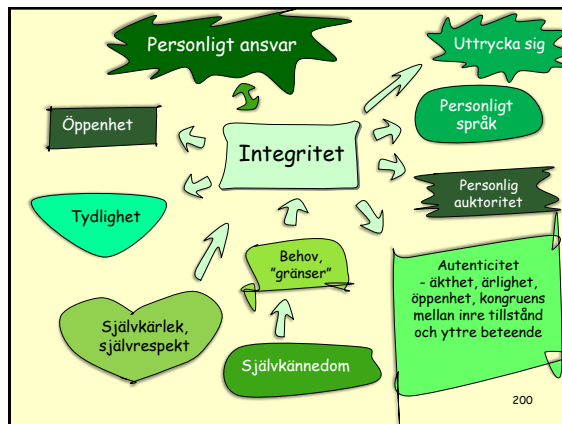 Personligt ansvar
Uttrycka sig
Öppenhet
Personligt
språk
Integritet
Personlig
auktoritet
Tydlighet
Behov,
"gränser"
Autenticitet
- äkthet, ärlighet,
öppenhet, kongruens
mellan inre tillstånd
och yttre beteende
Självkärlek,
självrespekt
Självkännedom
200